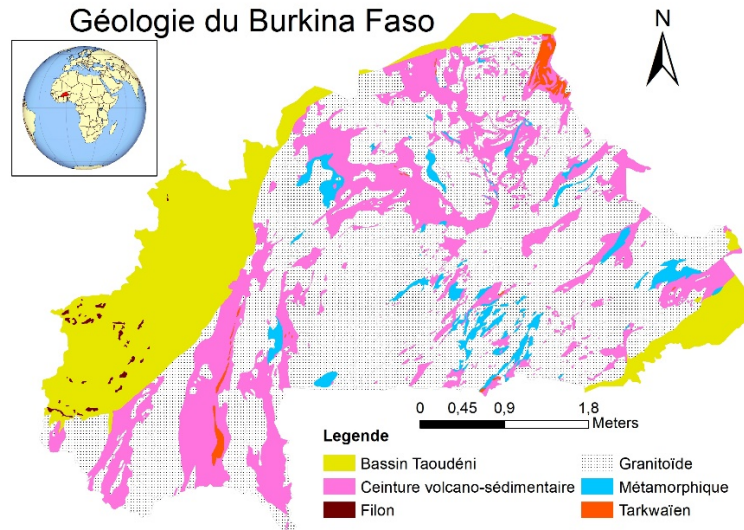 Géologie du Burkina Faso
N
0 0,45 0,9 1,8
Meters
Legende
Bassin Taoudéni
Ceinture volcano-sédimentaire
Filon
Granitoïde
Métamorphique
Tarkwaïen